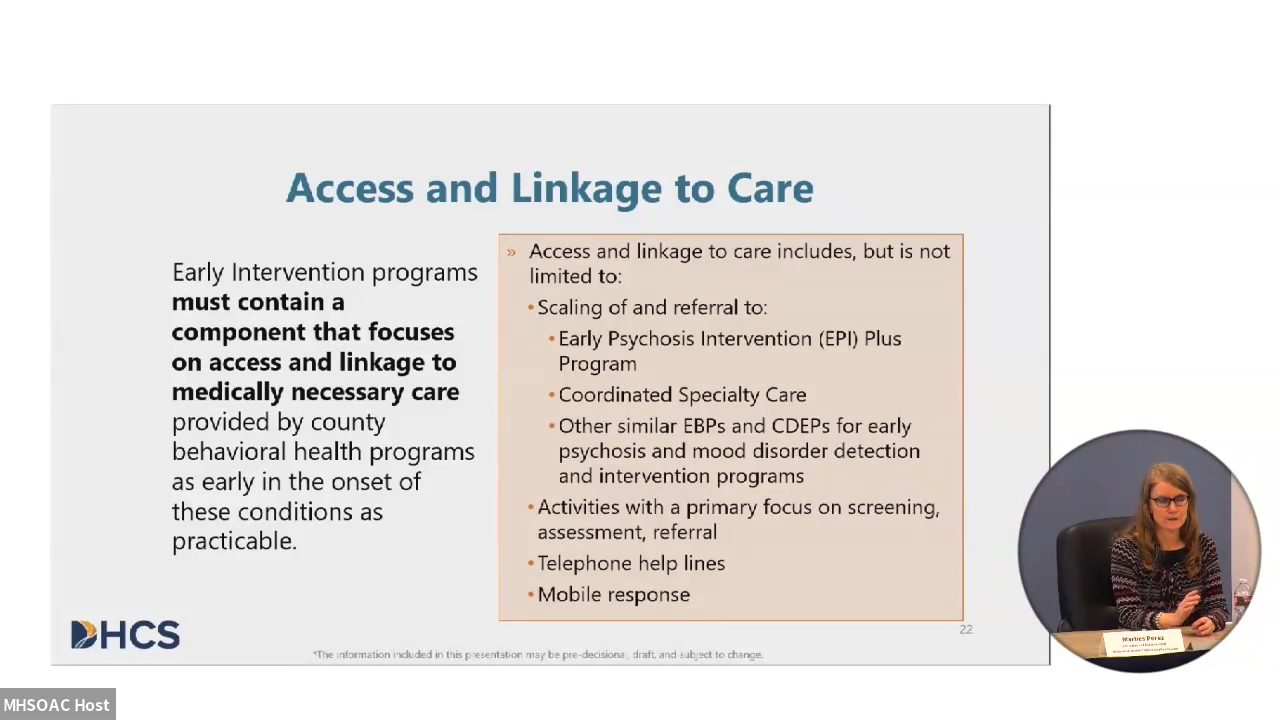 Access and Linkage to Care
Early Intervention programs
must contain a
component that focuses
on access and linkage to
medically necessary care
provided by county
behavioral health programs
as early in the onset of
these conditions as
practicable.
» Access and linkage to care includes, but is not
limited to:
•Scaling of and referral to:
•Early Psychosis Intervention (EPI) Plus
Program
•Coordinated Specialty Care
•Other similar EBPs and CDEPs for early
psychosis and mood disorder detection
and intervention programs
•Activities with a primary focus on screening,
assessment, referral
•Telephone help lines
•Mobile response
DHCS
22
*The information included in this presentation may be pre-decisional, draft, and subject to change.
Marlies Perez
MHSOAC Host